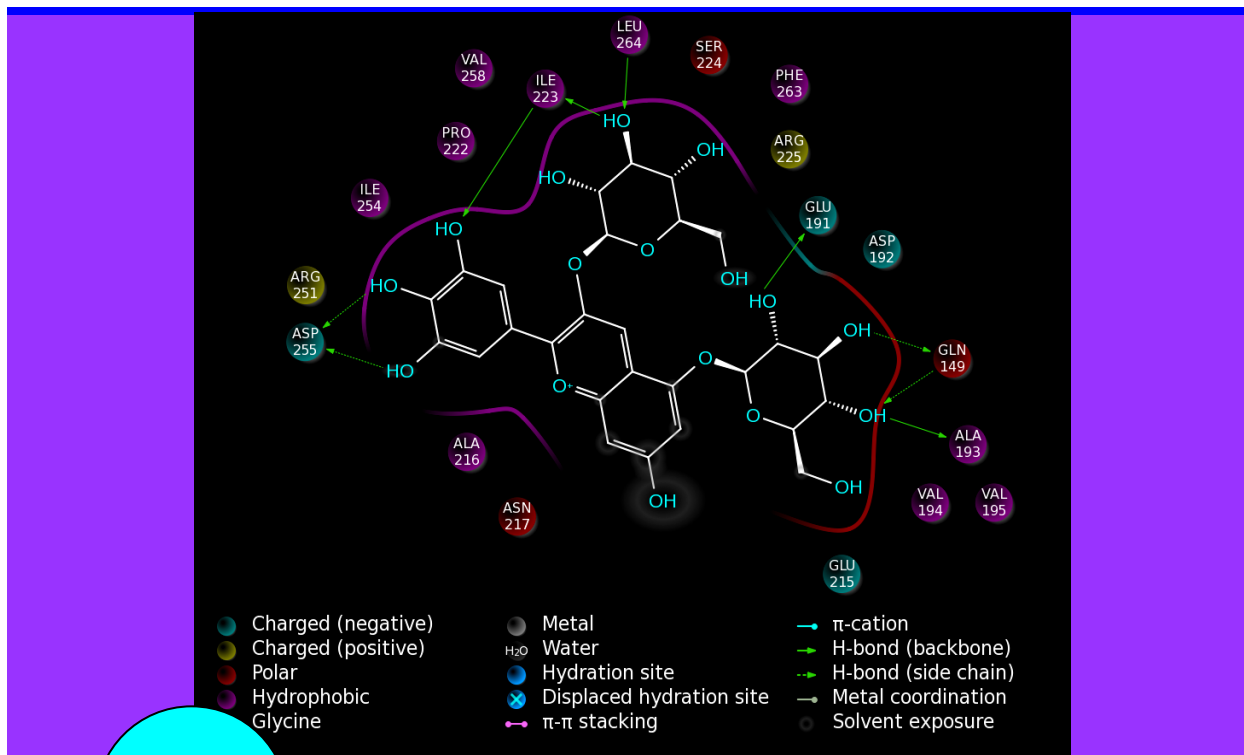 LEU
264
SER
224
VAL
258
ILE
223
PHE
263
HO
PRO
222
ARG
225
OH
HO
ILE
254
GLU
191
HO
ASP
192
O
O
OH
ARG
251
HO
HO
OH
ASP
255
GLN
149
O
HO
O+
O
OH
ALA
193
ALA
216
OH
OH
VAL
194
VAL
195
ASN
217
GLU
215
Charged (negative)
Charged (positive)
Polar
Hydrophobic
Glycine
Metal
H2O Water
Hydration site
Displaced hydration site
π-π stacking
π-cation
H-bond (backbone)
H-bond (side chain)
Metal coordination
Solvent exposure